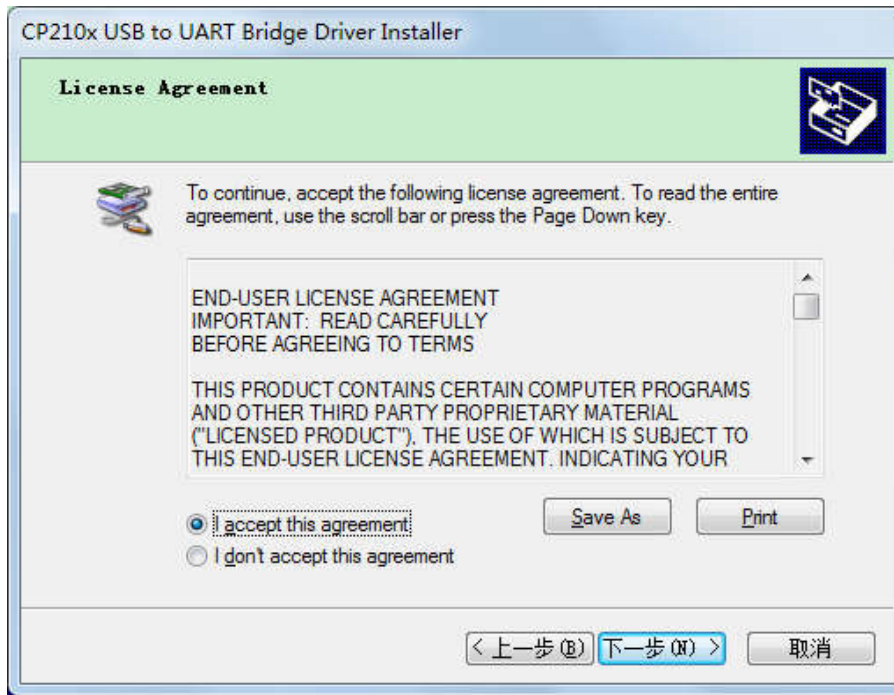 CP210x USB to UART Bridge Driver Installer
License Agreement
To continue, accept the following license agreement. To read the entire
agreement, use the scroll bar or press the Page Down key.
END-USER LICENSE AGREEMENT
IMPORTANT:  READ CAREFULLY
BEFORE AGREEING TO TERMS
THIS PRODUCT CONTAINS CERTAIN COMPUTER PROGRAMS
AND OTHER THIRD PARTY PROPRIETARY MATERIAL
("LICENSED PRODUCT"), THE USE OF WHICH IS SUBJECT TO
THIS END-USER LICENSE AGREEMENT. INDICATING YOUR
I accept this agreement
Save As
Print
I don't accept this agreement
< 上一步(B)
下一步(N) >
取消